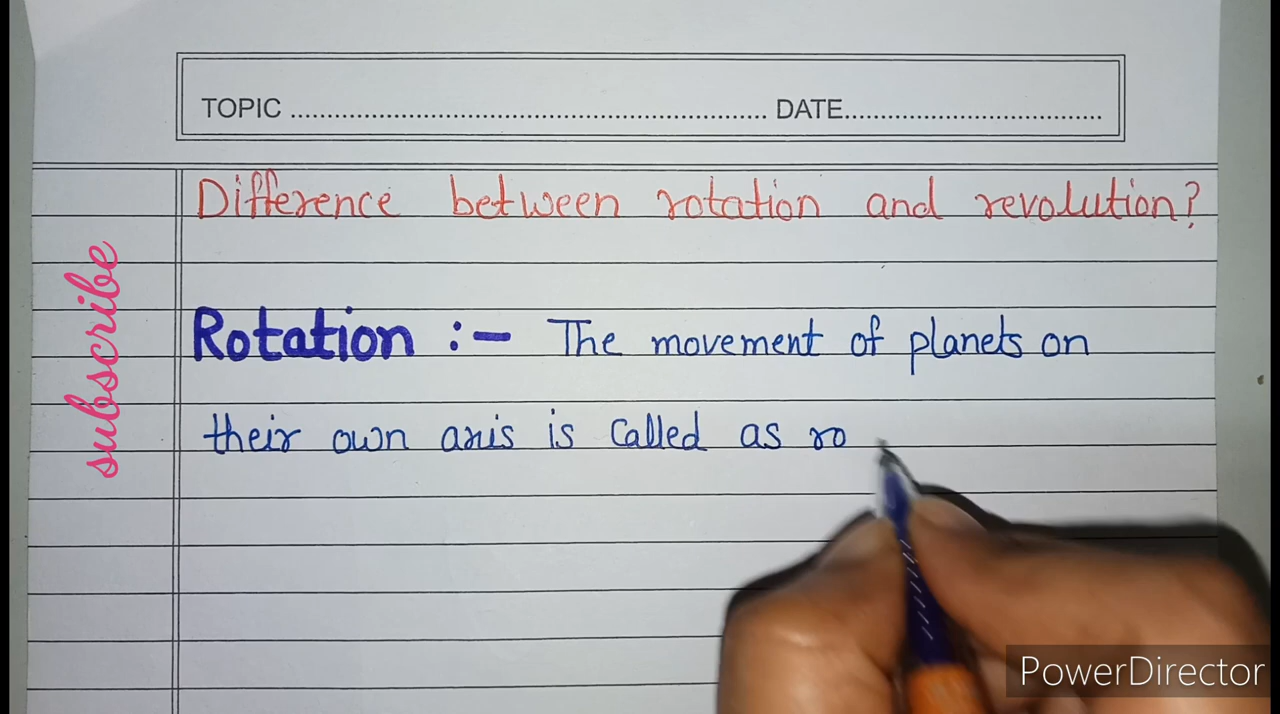 TOPIC ................................................................ DATE...................................
Difference between rotation and revolution?
subscribe
Rotation :- The movement of planets on
their own axis is called as ro
PowerDirector